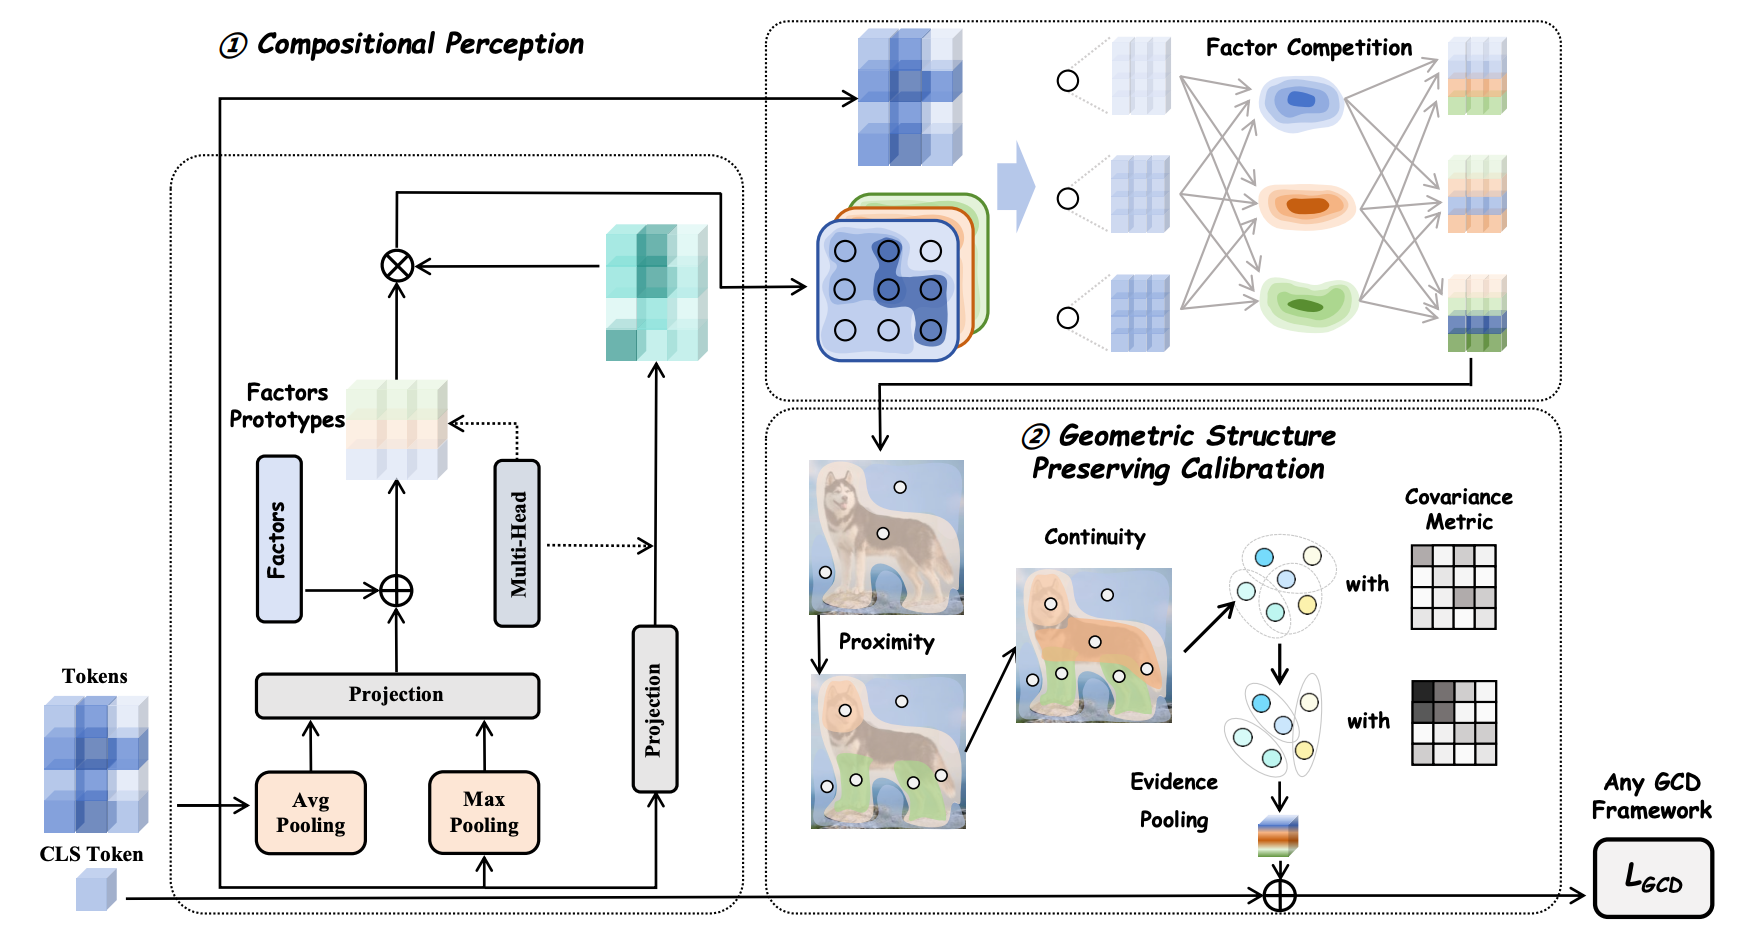 ① Compositional Perception
Factor Competition
Factors
Prototypes
Factors
Multi-Head
Projection
Projection
Tokens
Avg
Pooling
Max
Pooling
CLS Token
② Geometric Structure
Preserving Calibration
Proximity
Continuity
Covariance
Metric
with
with
Evidence
Pooling
Any GCD
Framework
L_GCD